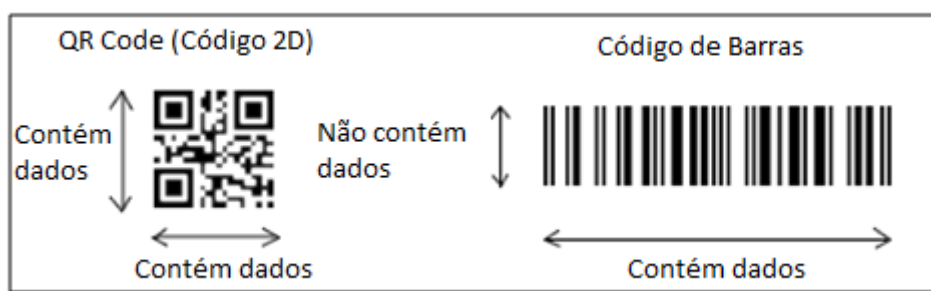 QR Code (Código 2D)
Código de Barras
Contém
dados
Não contém
dados
Contém dados
Contém dados